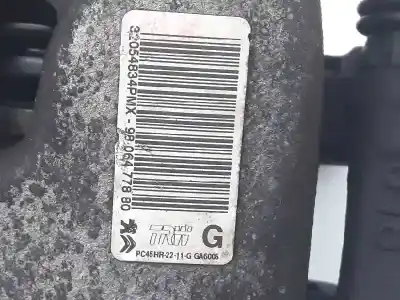 32054834PMX - 98 064 778 80
TRW
G
PC45HR-22-11-G GA6005